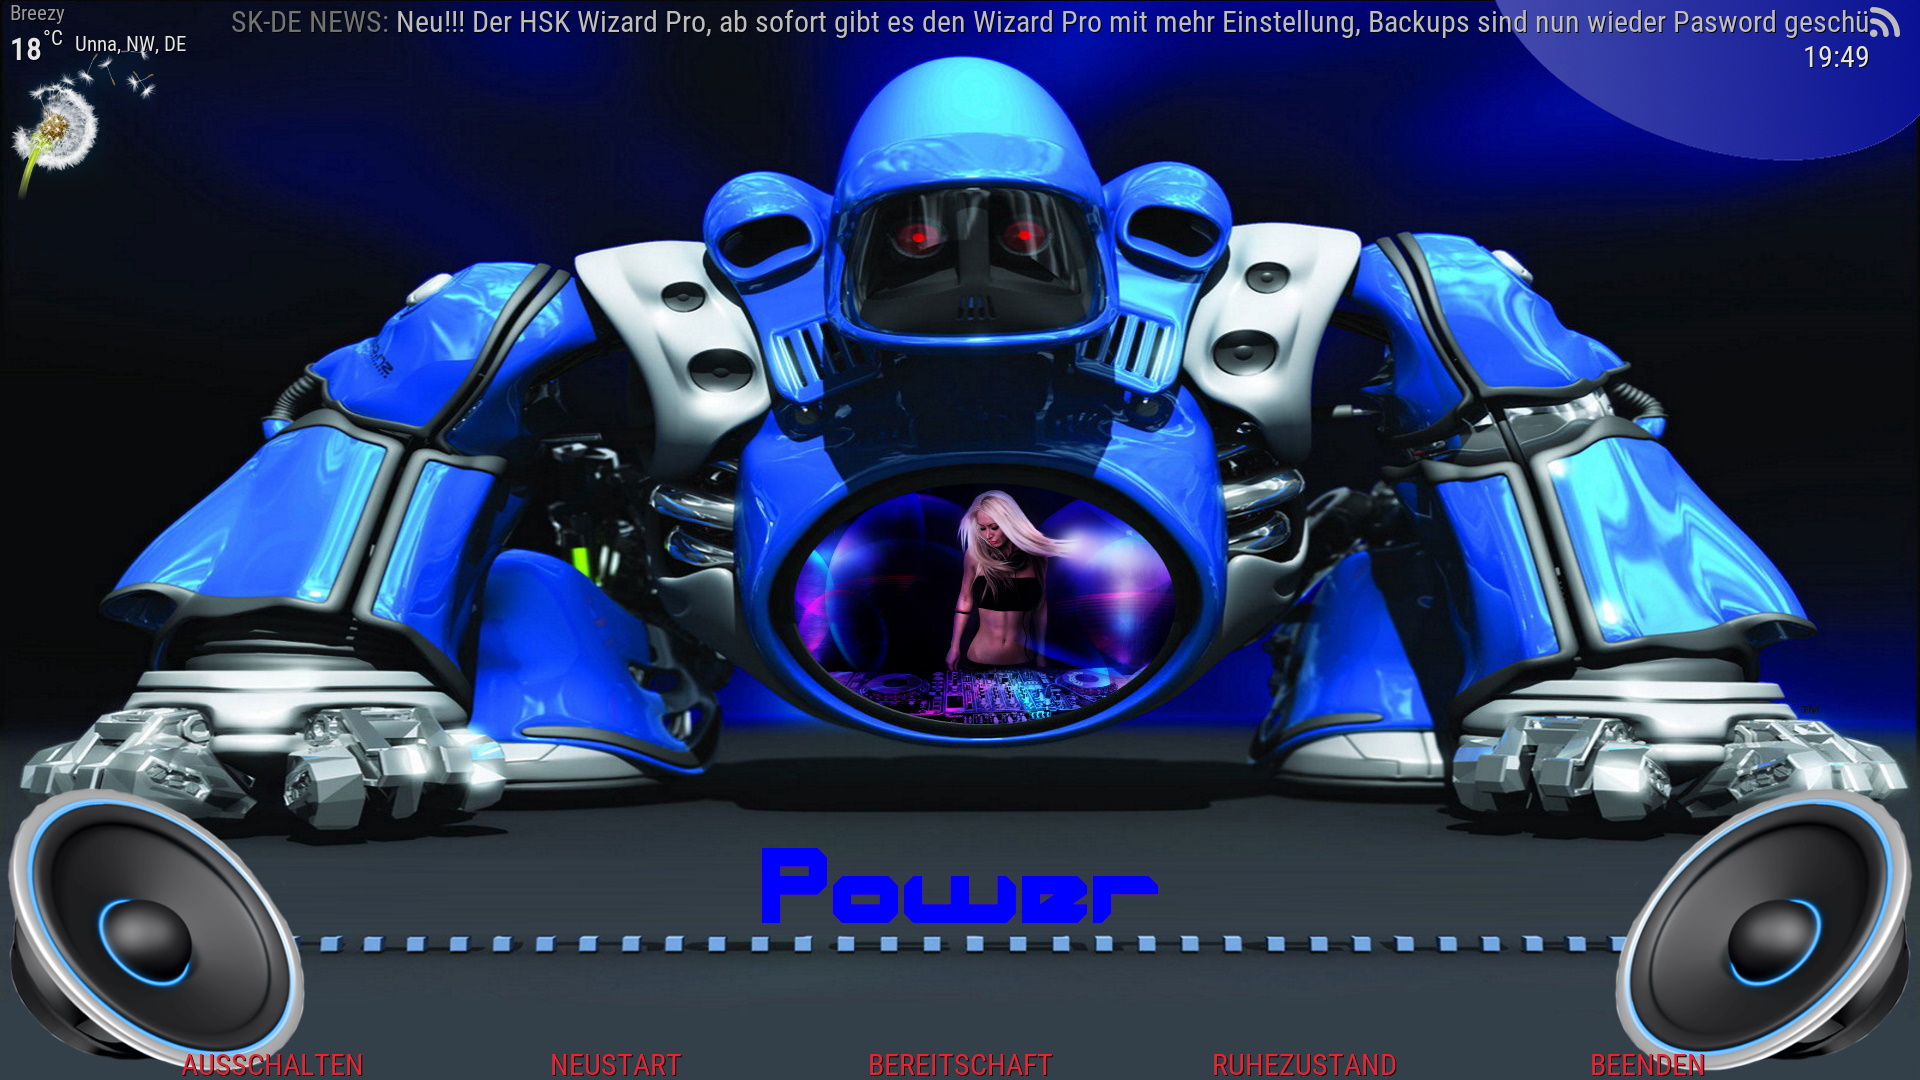 Breezy
SK-DE NEWS: Neu!!! Der HSK Wizard Pro, ab sofort gibt es den Wizard Pro mit mehr Einstellung, Backups sind nun wieder Pasword geschü
18°C Unna, NW, DE
19:49
Power
AUSSCHALTEN NEUSTART BEREITSCHAFT RUHEZUSTAND BEENDEN